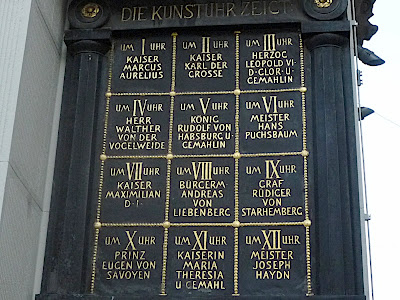 DIE KUNSTUHR ZEIGT
UM I UHR
KAISER
MARCUS
AURELIUS
UM II UHR
KAISER
KARL DER
GROSSE
UM III UHR
HERZOG
LEOPOLD VI
D·GLOR·U·
GEMAHLIN
UM IV UHR
HERR
WALTHER
VON DER
VOGELWEIDE
UM V UHR
KÖNIG
RUDOLF VON
HABSBURG U·
GEMAHLIN
UM VI UHR
MEISTER
HANS
PUCHSBAUM
UM VII UHR
KAISER
MAXIMILIAN
D·I·
UM VIII UHR
BÜRGERM·
ANDREAS
VON
LIEBENBERG
UM IX UHR
GRAF
RÜDIGER
VON
STARHEMBERG
UM X UHR
PRINZ
EUGEN VON
SAVOYEN
UM XI UHR
KAISERIN
MARIA
THERESIA
U·GEMAHL
UM XII UHR
MEISTER
JOSEPH
HAYDN